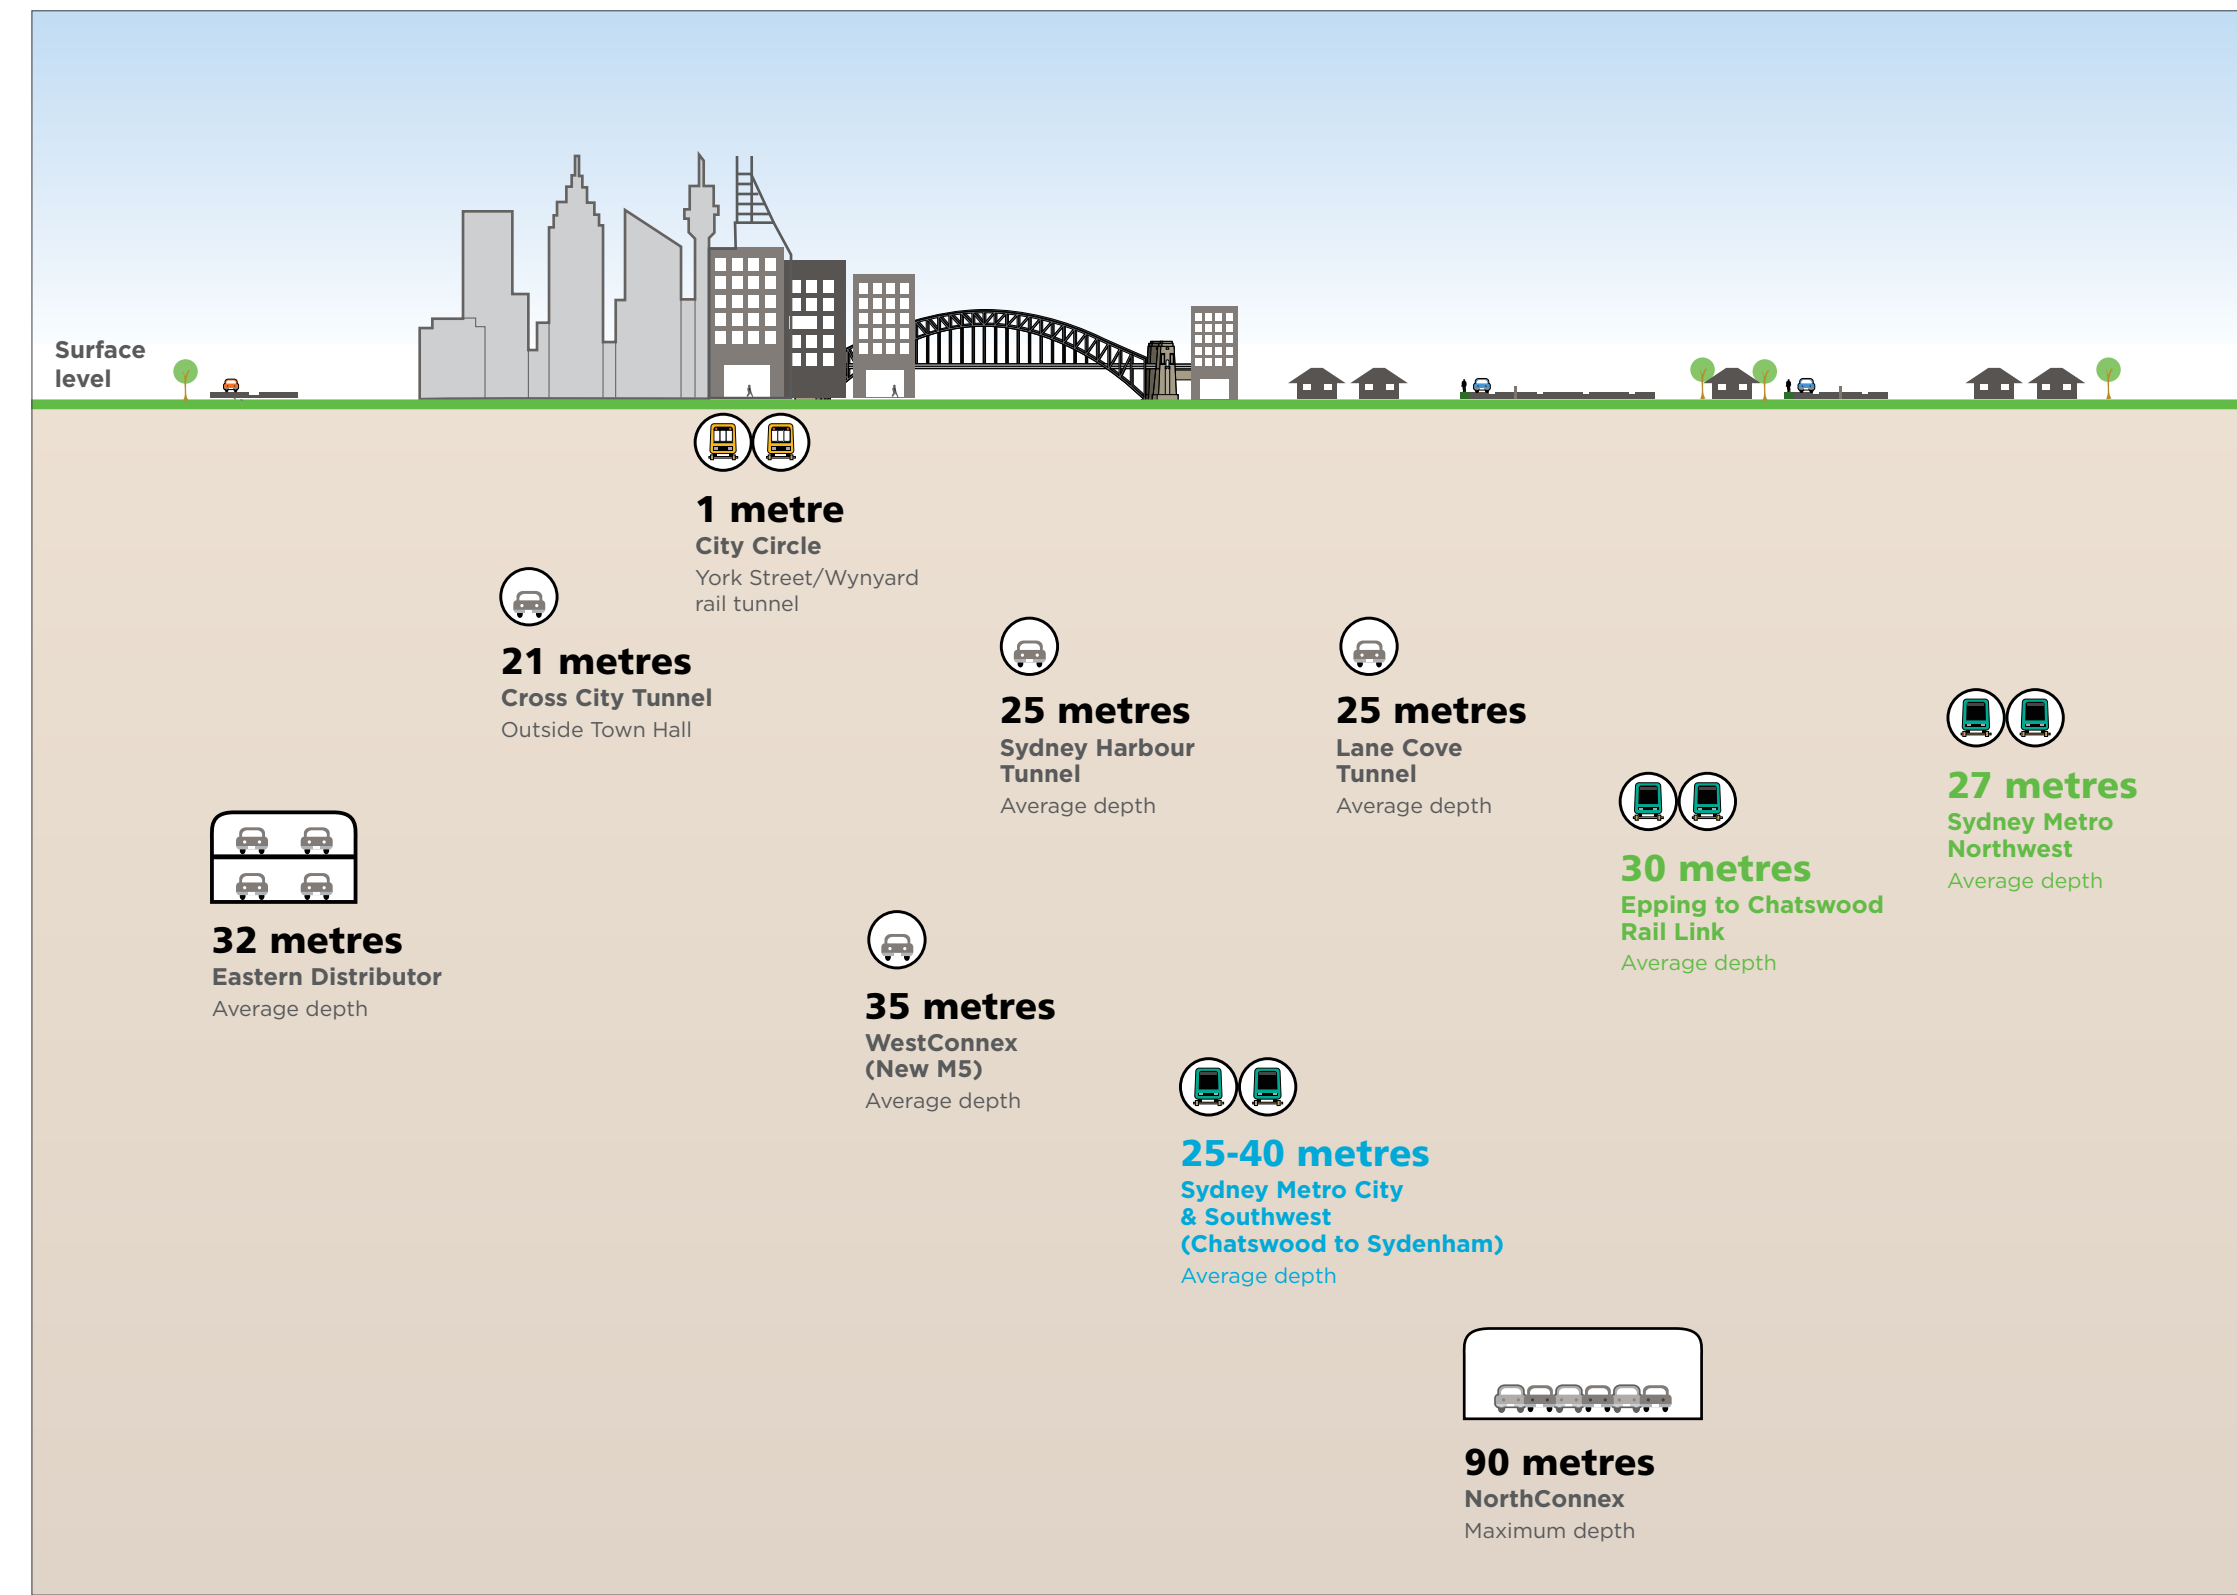 Surface
level
1 metre
City Circle
York Street/Wynyard
rail tunnel
21 metres
Cross City Tunnel
Outside Town Hall
25 metres
Sydney Harbour
Tunnel
Average depth
25 metres
Lane Cove
Tunnel
Average depth
27 metres
Sydney Metro
Northwest
Average depth
30 metres
Epping to Chatswood
Rail Link
Average depth
32 metres
Eastern Distributor
Average depth
35 metres
WestConnex
(New M5)
Average depth
25-40 metres
Sydney Metro City
& Southwest
(Chatswood to Sydenham)
Average depth
90 metres
NorthConnex
Maximum depth